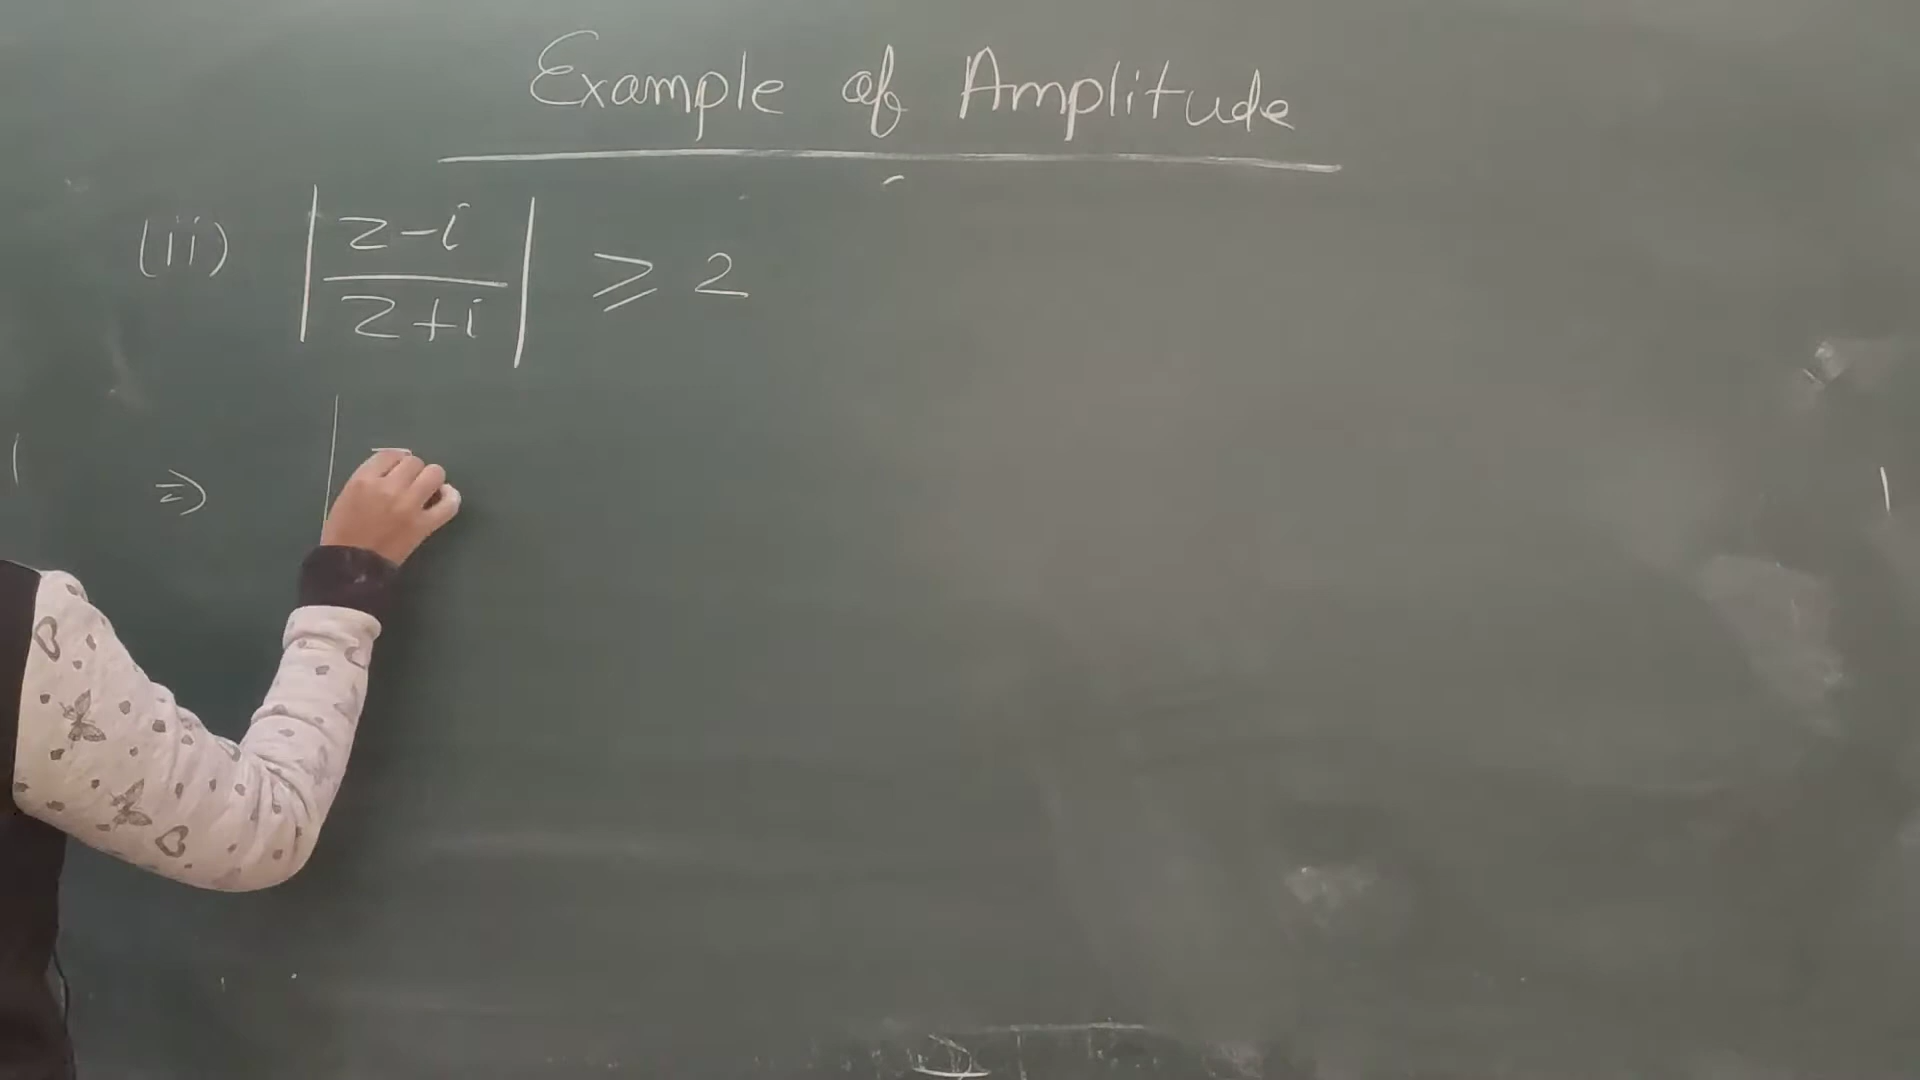 Example of Amplitude
(ii) |z-i / z+i| ⩾ 2
⇒ |